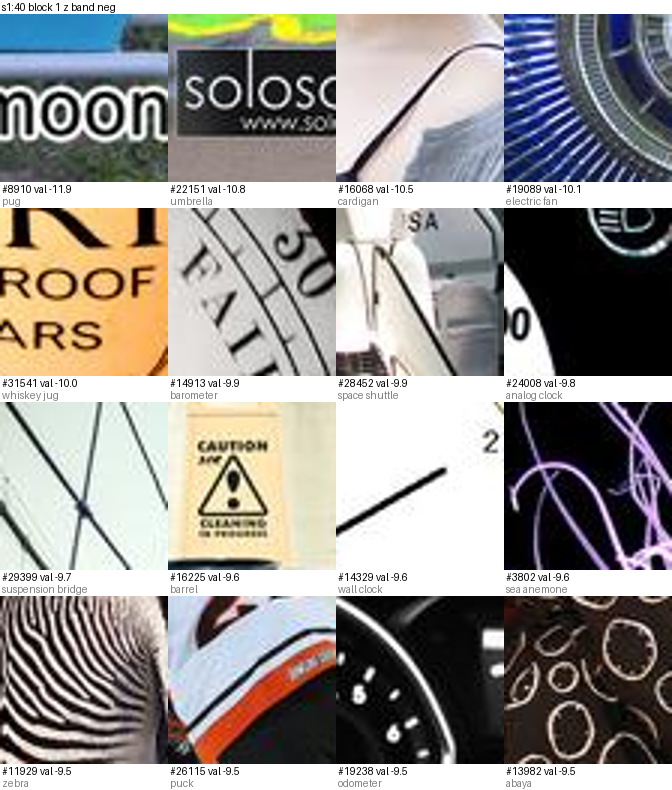 s1:40 block 1 z band neg
moon
solosc
www.sol
#8910 val -11.9
pug
#22151 val -10.8
umbrella
#16068 val -10.5
cardigan
#19089 val -10.1
electric fan
ROOF
ARS
30
FAI
SA
00
#31541 val -10.0
whiskey jug
#14913 val -9.9
barometer
#28452 val -9.9
space shuttle
#24008 val -9.8
analog clock
CAUTION
CLEANING
IN PROGRESS
2
#29399 val -9.7
suspension bridge
#16225 val -9.6
barrel
#14329 val -9.6
wall clock
#3802 val -9.6
sea anemone
5
6
#11929 val -9.5
zebra
#26115 val -9.5
puck
#19238 val -9.5
odometer
#13982 val -9.5
abaya